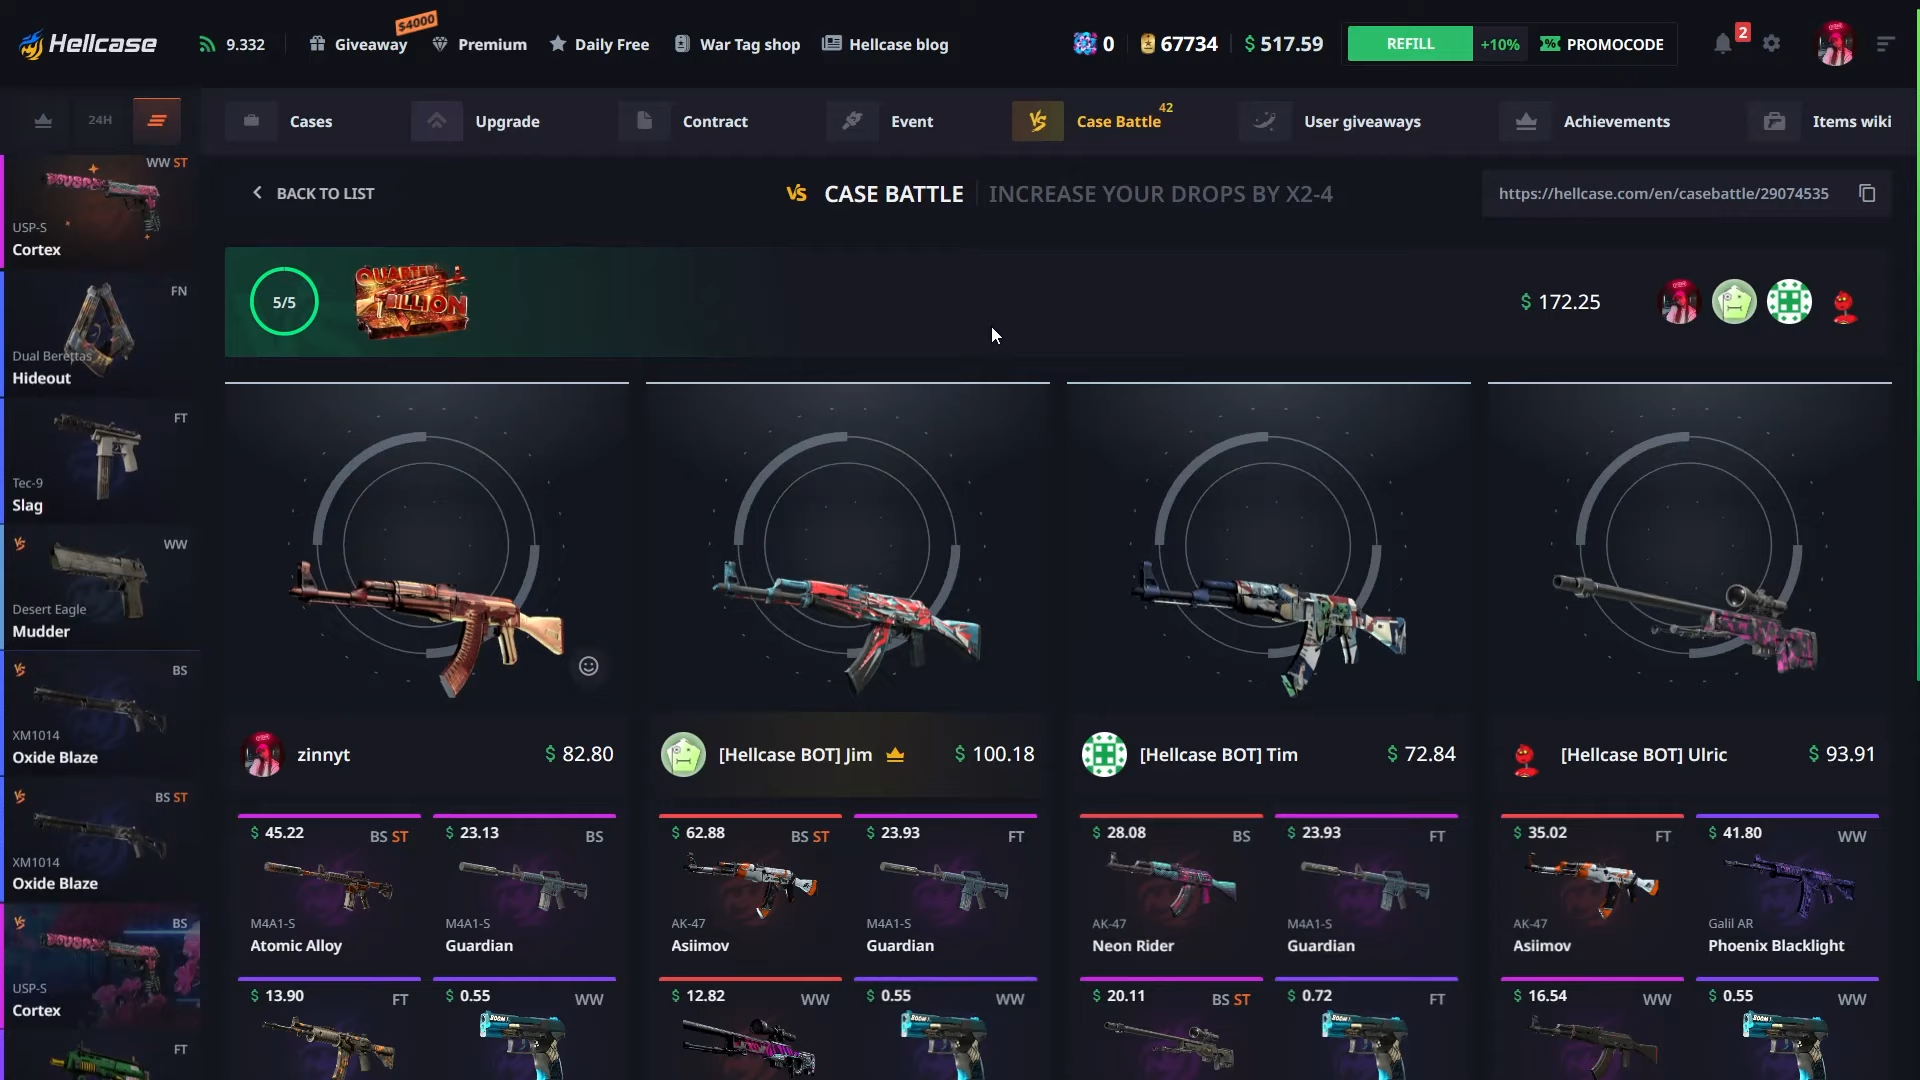 Hellcase
9.332
Giveaway
$4000
Premium
Daily Free
War Tag shop
Hellcase blog
0
67734
$ 517.59
REFILL
+10%
PROMOCODE
2
24H
Cases
Upgrade
Contract
Event
VS
Case Battle
42
User giveaways
Achievements
Items wiki
BACK TO LIST
VS CASE BATTLE
INCREASE YOUR DROPS BY X2-4
https://hellcase.com/en/casebattle/29074535
5/5
$ 172.25
WW ST
USP-S
Cortex
FN
Dual Berettas
Hideout
FT
Tec-9
Slag
VS
WW
Desert Eagle
Mudder
VS
BS
XM1014
Oxide Blaze
VS
BS ST
XM1014
Oxide Blaze
VS
BS
USP-S
Cortex
FT
zinnyt
$ 82.80
[Hellcase BOT] Jim
$ 100.18
[Hellcase BOT] Tim
$ 72.84
[Hellcase BOT] Ulric
$ 93.91
$ 45.22
BS ST
M4A1-S
Atomic Alloy
$ 23.13
BS
M4A1-S
Guardian
$ 62.88
BS ST
AK-47
Asiimov
$ 23.93
FT
M4A1-S
Guardian
$ 28.08
BS
AK-47
Neon Rider
$ 23.93
FT
M4A1-S
Guardian
$ 35.02
FT
AK-47
Asiimov
$ 41.80
WW
Galil AR
Phoenix Blacklight
$ 13.90
FT
$ 0.55
WW
$ 12.82
WW
$ 0.55
WW
$ 20.11
BS ST
$ 0.72
FT
$ 16.54
WW
$ 0.55
WW